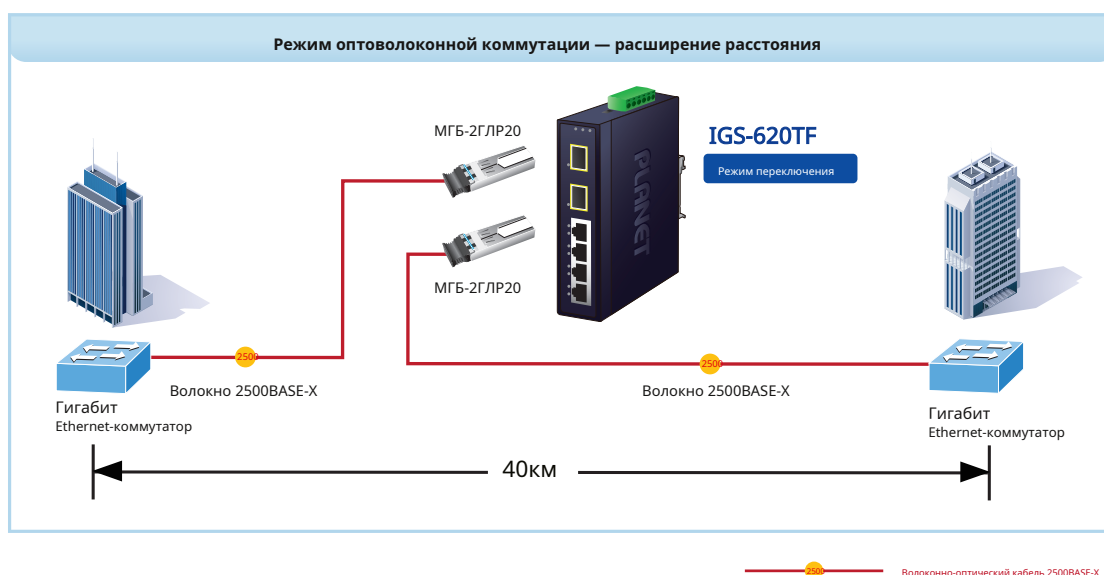 Режим оптоволоконной коммутации — расширение расстояния
МГБ-2ГЛР20
IGS-620TF
Режим переключения
PLANET
МГБ-2ГЛР20
2500
2500
Волокно 2500BASE-X
Волокно 2500BASE-X
Гигабит
Ethernet-коммутатор
Гигабит
Ethernet-коммутатор
40км
2500
Волоконно-оптический кабель 2500BASE-X